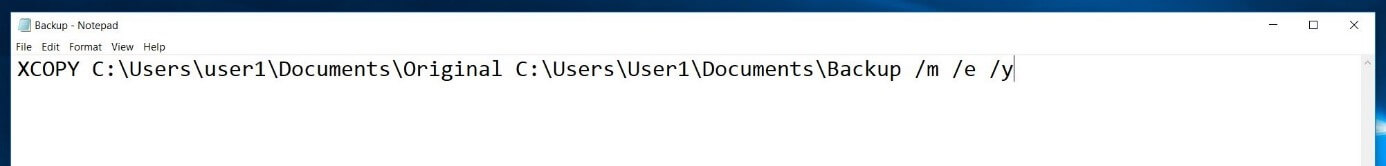 Backup - Notepad
File Edit Format View Help
XCOPY C:\Users\user1\Documents\Original C:\Users\User1\Documents\Backup /m /e /y